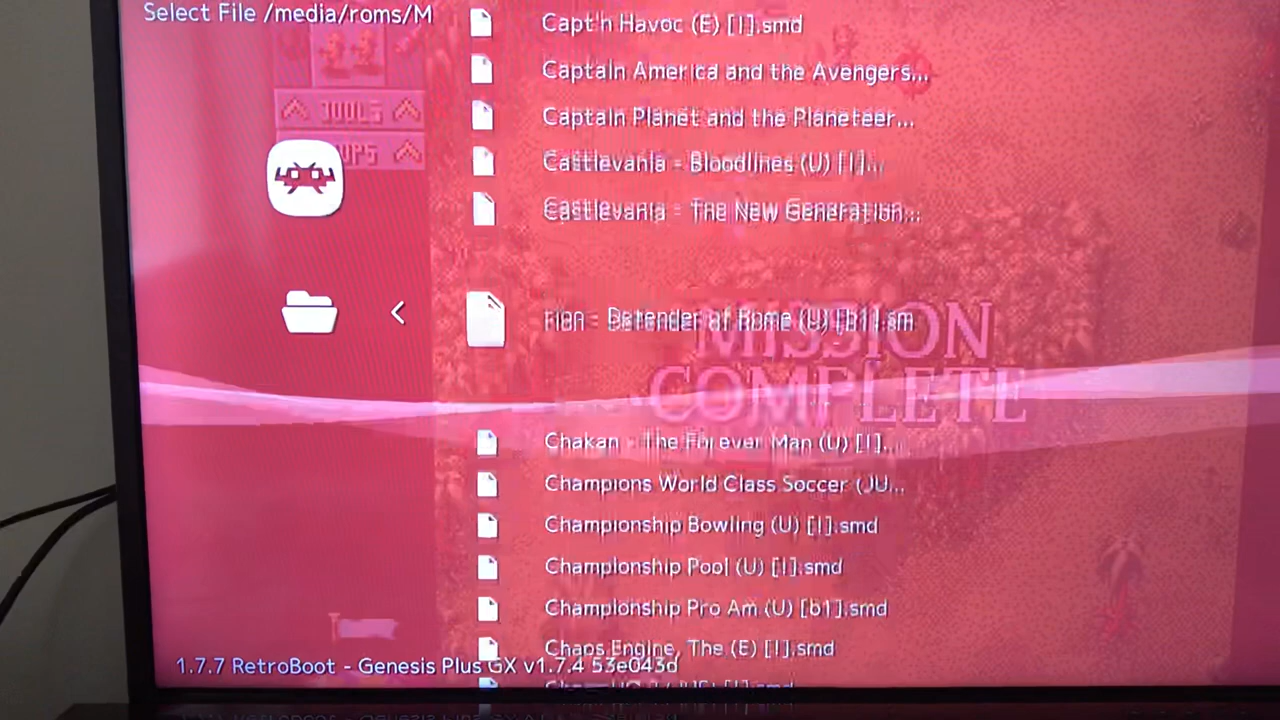 Select File /media/roms/M
Capt'n Havoc (E) [!].smd
Captain America and the Avengers...
Captain Planet and the Planeteer...
Castlevania - Bloodlines (U) [!]...
Castlevania - The New Generation...
rion - Defender of Rome (U) [b1].sm
MISSION
COMPLETE
Chakan - The Forever Man (U) [!]...
Champions World Class Soccer (JU...
Championship Bowling (U) [!].smd
Championship Pool (U) [!].smd
Championship Pro Am (U) [b1].smd
Chaos Engine, The (E) [!].smd
1.7.7 RetroBoot - Genesis Plus GX v1.7.4 53e043d